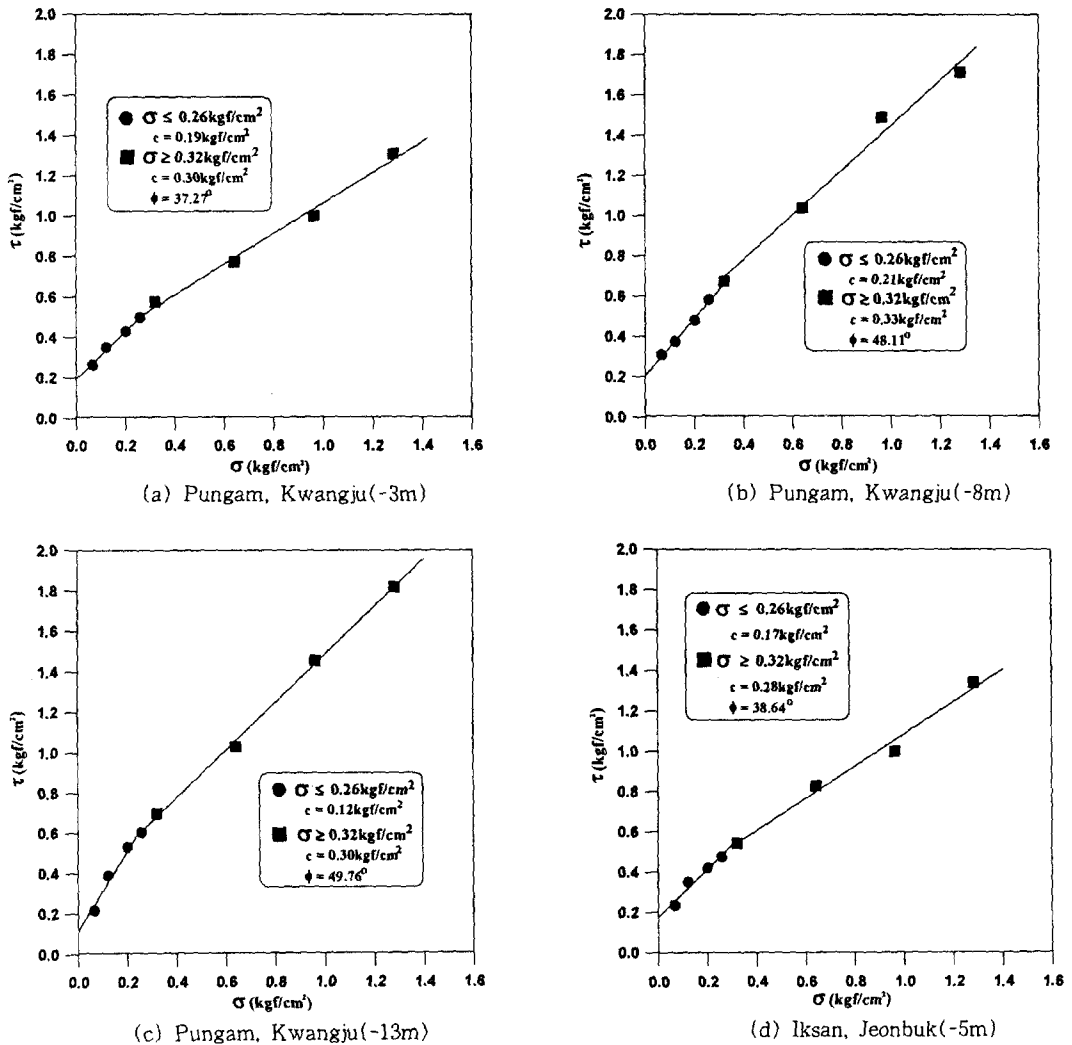 2.0
1.8
1.6
1.4
1.2
1.0
0.8
0.6
0.4
0.2
0.0
τ (kgf/cm²)
σ ≤ 0.26kgf/cm²
c = 0.19kgf/cm²
σ ≥ 0.32kgf/cm²
c = 0.30kgf/cm²
ϕ = 37.27°
0.0 0.2 0.4 0.6 0.8 1.0 1.2 1.4 1.6
σ (kgf/cm²)
(a) Pungam, Kwangju(-3m)
2.0
1.8
1.6
1.4
1.2
1.0
0.8
0.6
0.4
0.2
0.0
τ (kgf/cm²)
σ ≤ 0.26kgf/cm²
c = 0.21kgf/cm²
σ ≥ 0.32kgf/cm²
c = 0.33kgf/cm²
ϕ = 48.11°
0.0 0.2 0.4 0.6 0.8 1.0 1.2 1.4 1.6
σ (kgf/cm²)
(b) Pungam, Kwangju(-8m)
2.0
1.8
1.6
1.4
1.2
1.0
0.8
0.6
0.4
0.2
0.0
τ (kgf/cm²)
σ ≤ 0.26kgf/cm²
c = 0.12kgf/cm²
σ ≥ 0.32kgf/cm²
c = 0.30kgf/cm²
ϕ = 49.76°
0.0 0.2 0.4 0.6 0.8 1.0 1.2 1.4 1.6
σ (kgf/cm²)
(c) Pungam, Kwangju(-13m)
2.0
1.8
1.6
1.4
1.2
1.0
0.8
0.6
0.4
0.2
0.0
τ (kgf/cm²)
σ ≤ 0.26kgf/cm²
c = 0.17kgf/cm²
σ ≥ 0.32kgf/cm²
c = 0.28kgf/cm²
ϕ = 38.64°
0.0 0.2 0.4 0.6 0.8 1.0 1.2 1.4 1.6
σ (kgf/cm²)
(d) Iksan, Jeonbuk(-5m)